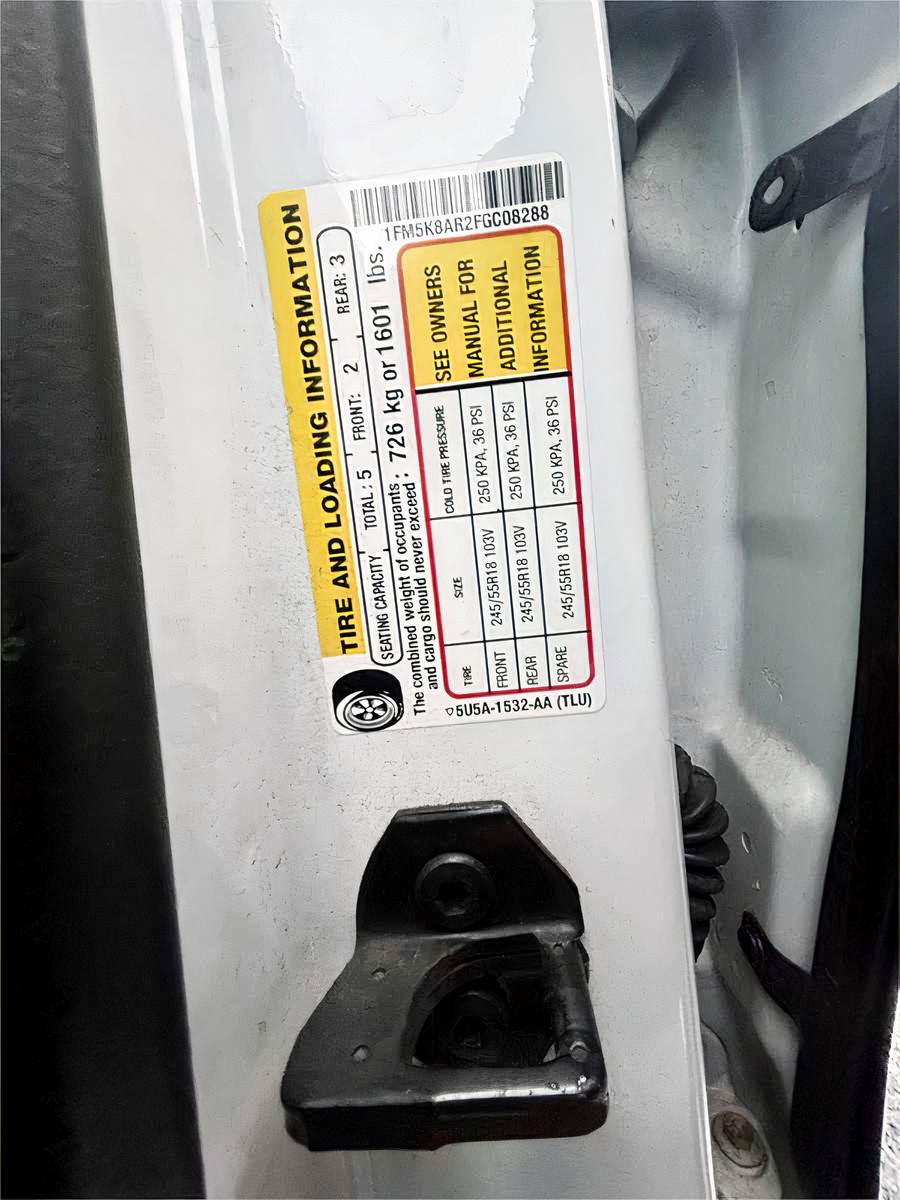 1FM5K8AR2FGC08288
TIRE AND LOADING INFORMATION
SEATING CAPACITY TOTAL: 5 FRONT: 2 REAR: 3
The combined weight of occupants
and cargo should never exceed : 726 kg or 1601 lbs.
TIRE SIZE COLD TIRE PRESSURE
FRONT 245/55R18 103V 250 KPA, 36 PSI
REAR 245/55R18 103V 250 KPA, 36 PSI
SPARE 245/55R18 103V 250 KPA, 36 PSI
SEE OWNERS
MANUAL FOR
ADDITIONAL
INFORMATION
5U5A-1532-AA (TLU)